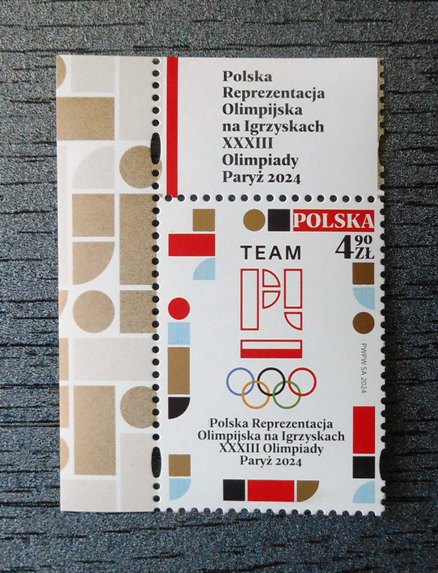 Polska
Reprezentacja
Olimpijska
na Igrzyskach
XXXIII
Olimpiady
Paryż 2024
POLSKA
4,90 ZŁ
TEAM
PL
PWPW SA 2024
Polska Reprezentacja
Olimpijska na Igrzyskach
XXXIII Olimpiady
Paryż 2024